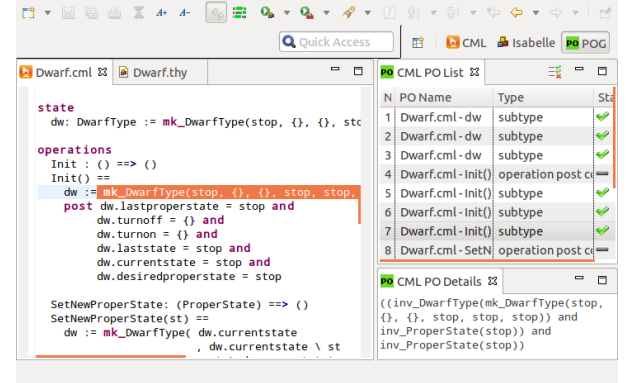 A+ A-
Quick Access
CML Isabelle PO POG
Dwarf.cml Dwarf.thy
state
dw: DwarfType := mk_DwarfType(stop, {}, {}, stc
operations
Init : () ==> ()
Init() ==
dw := mk_DwarfType(stop, {}, {}, stop, stop,
post dw.lastproperstate = stop and
dw.turnoff = {} and
dw.turnon = {} and
dw.laststate = stop and
dw.currentstate = stop and
dw.desiredproperstate = stop
SetNewProperState: (ProperState) ==> ()
SetNewProperState(st) ==
dw := mk_DwarfType( dw.currentstate
, dw.currentstate \ st
PO CML PO List
N PO Name Type Sta
1 Dwarf.cml - dw subtype
2 Dwarf.cml - dw subtype
3 Dwarf.cml - dw subtype
4 Dwarf.cml - Init() operation post co
5 Dwarf.cml - Init() subtype
6 Dwarf.cml - Init() subtype
7 Dwarf.cml - Init() subtype
8 Dwarf.cml - SetN operation post co
PO CML PO Details
((inv_DwarfType(mk_DwarfType(stop,
{}, {}, stop, stop, stop)) and
inv_ProperState(stop)) and
inv_ProperState(stop))